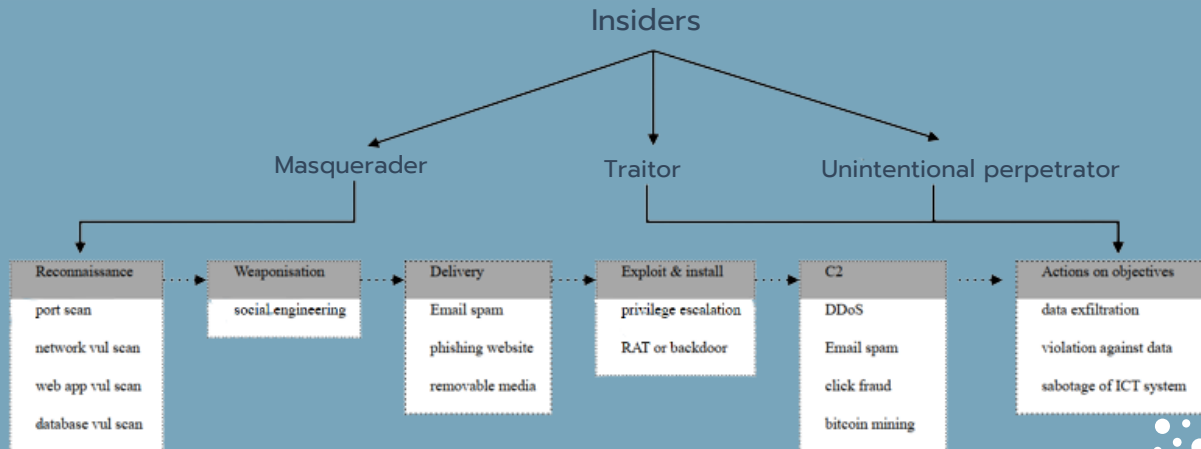 Insiders
Masquerader
Traitor
Unintentional perpetrator
Reconnaissance
port scan
network vul scan
web app vul scan
database vul scan
Weaponisation
social.engineering
Delivery
Email spam
phishing website
removable media
Exploit & install
privilege escalation
RAT or backdoor
C2
DDoS
Email spam
click fraud
bitcoin mining
Actions on objectives
data exfiltration
violation against data
sabotage of ICT system